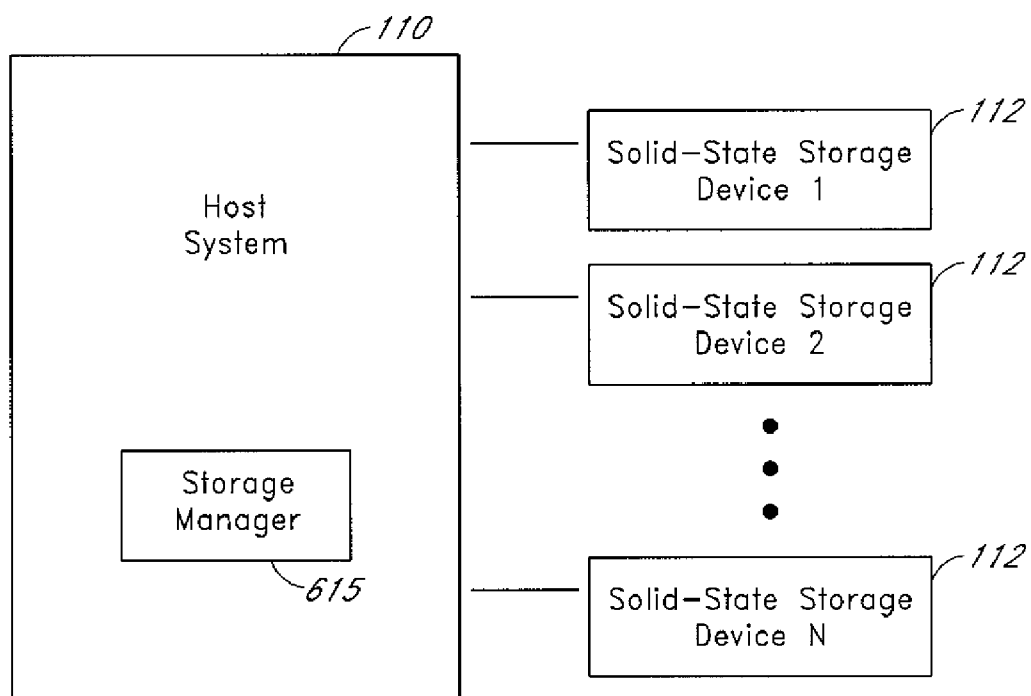 110
Host
System
Storage
Manager
615
112
Solid-State Storage
Device 1
112
Solid-State Storage
Device 2
112
Solid-State Storage
Device N